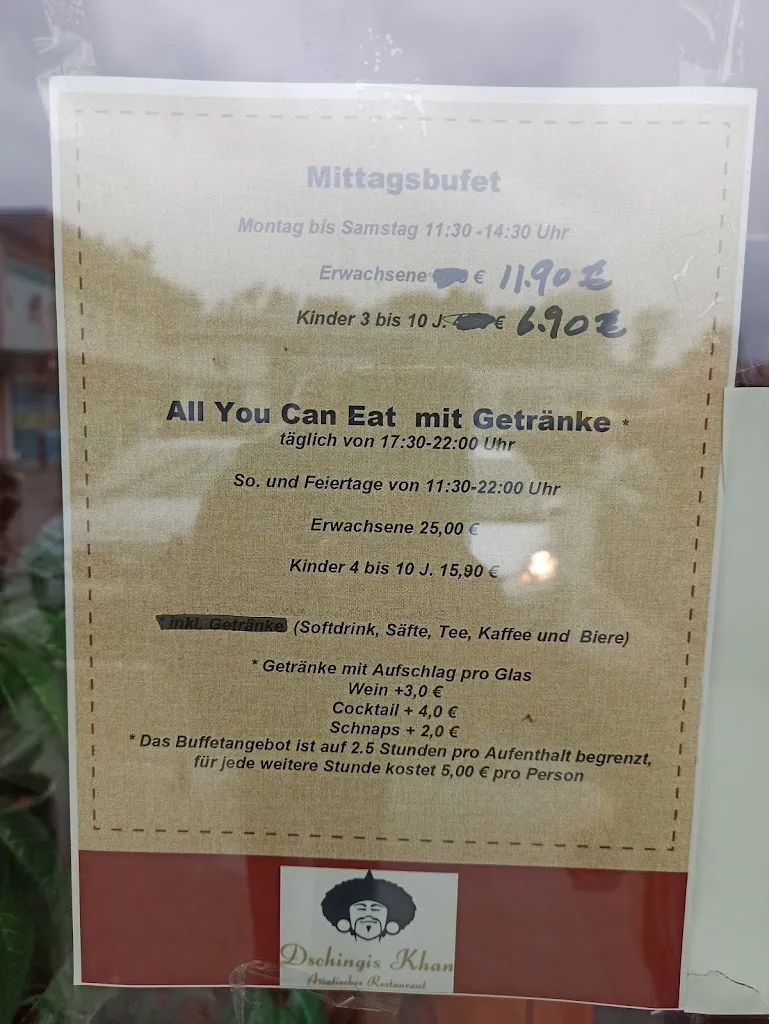 Mittagsbufet
Montag bis Samstag 11:30 -14:30 Uhr
Erwachsene € 11.90 €
Kinder 3 bis 10 J. € 6.90 €
All You Can Eat mit Getränke *
täglich von 17:30-22:00 Uhr
So. und Feiertage von 11:30-22:00 Uhr
Erwachsene 25,00 €
Kinder 4 bis 10 J. 15,90 €
* inkl. Getränke (Softdrink, Säfte, Tee, Kaffee und Biere)
* Getränke mit Aufschlag pro Glas
Wein +3,0 €
Cocktail + 4,0 €
Schnaps + 2,0 €
* Das Buffetangebot ist auf 2.5 Stunden pro Aufenthalt begrenzt,
für jede weitere Stunde kostet 5,00 € pro Person
Dschingis Khan
Asiatisches Restaurant